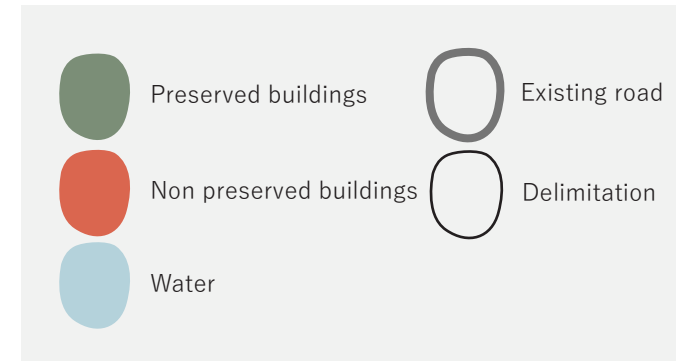 Preserved buildings
Non preserved buildings
Water
Existing road
Delimitation